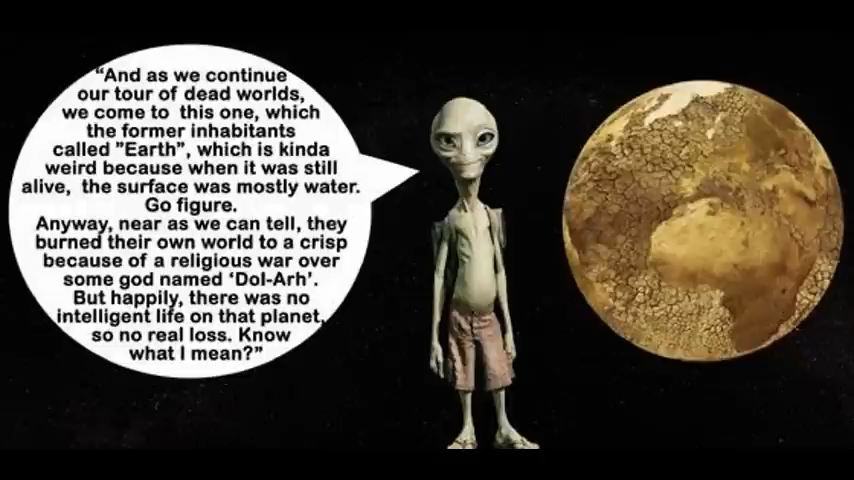 “And as we continue
our tour of dead worlds,
we come to this one, which
the former inhabitants
called ”Earth”, which is kinda
weird because when it was still
alive, the surface was mostly water.
Go figure.
Anyway, near as we can tell, they
burned their own world to a crisp
because of a religious war over
some god named ‘Dol-Arh’.
But happily, there was no
intelligent life on that planet,
so no real loss. Know
what I mean?”